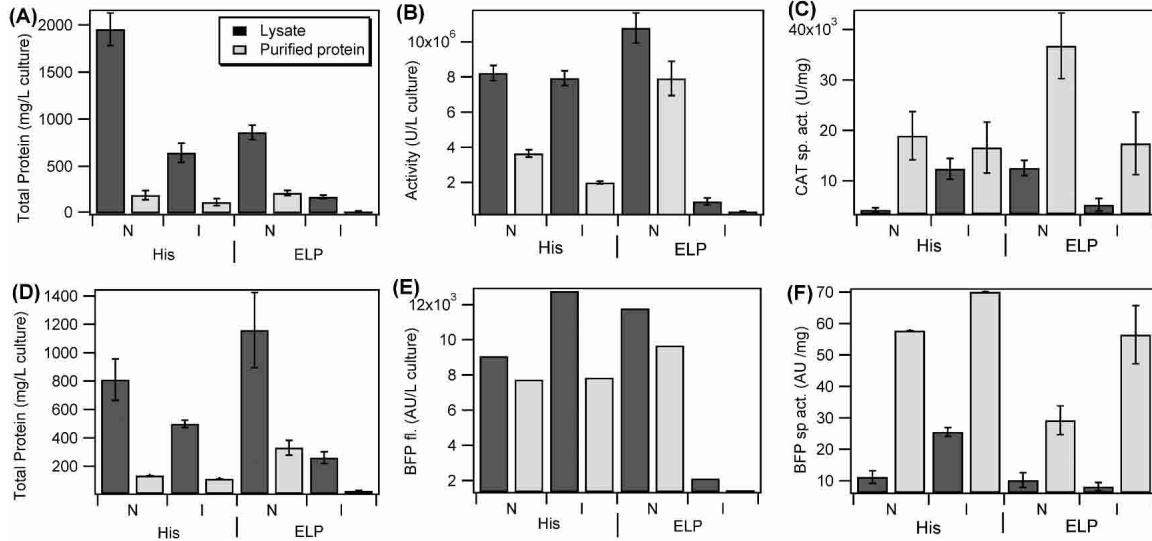 (A)
Total Protein (mg/L culture)
2000
1500
1000
500
0
Lysate
Purified protein
N
I
N
I
His
ELP
(B)
Activity (U/L culture)
10x10⁶
8
6
4
2
N
I
N
I
His
ELP
(C)
CAT sp. act. (U/mg)
40x10³
30
20
10
N
I
N
I
His
ELP
(D)
Total Protein (mg/L culture)
1400
1200
1000
800
600
400
200
N
I
N
I
His
ELP
(E)
BFP fl. (AU/L culture)
12x10³
10
8
6
4
2
N
I
N
I
His
ELP
(F)
BFP sp act. (AU /mg)
70
60
50
40
30
20
10
N
I
N
I
His
ELP